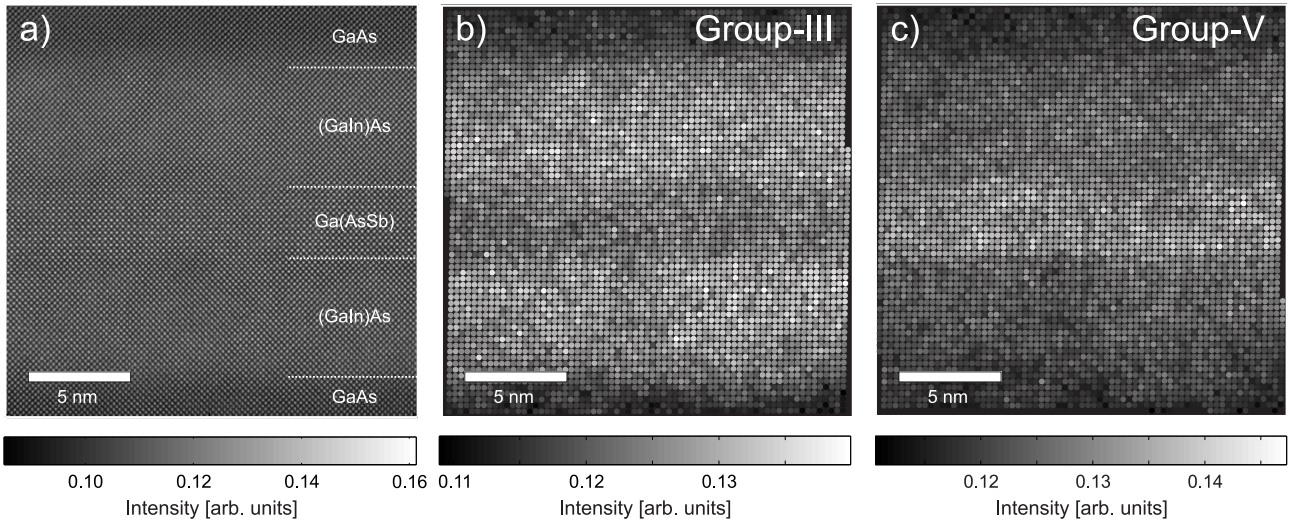 a)
GaAs
(GaIn)As
Ga(AsSb)
(GaIn)As
GaAs
5 nm
0.10 0.12 0.14 0.16
Intensity [arb. units]
b)
Group-III
5 nm
0.11 0.12 0.13
Intensity [arb. units]
c)
Group-V
5 nm
0.12 0.13 0.14
Intensity [arb. units]